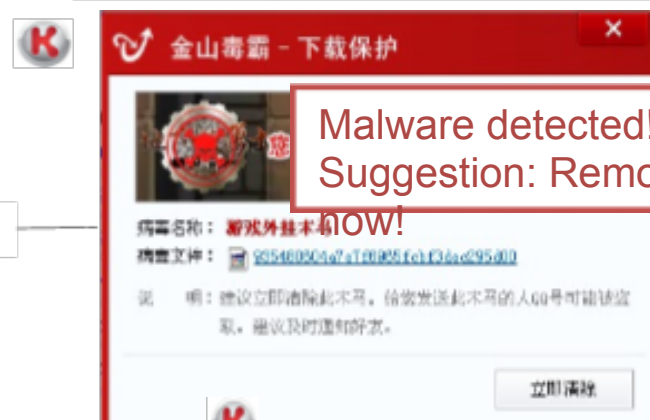 金山毒霸 - 下载保护
Malware detected!
Suggestion: Remo
now!
病毒名称： 游戏外挂木马
病毒文件：
说 明：建议立即清除此木马。给您发送此木马的人QQ号可能被盗
取。建议及时通知好友。
立即清除